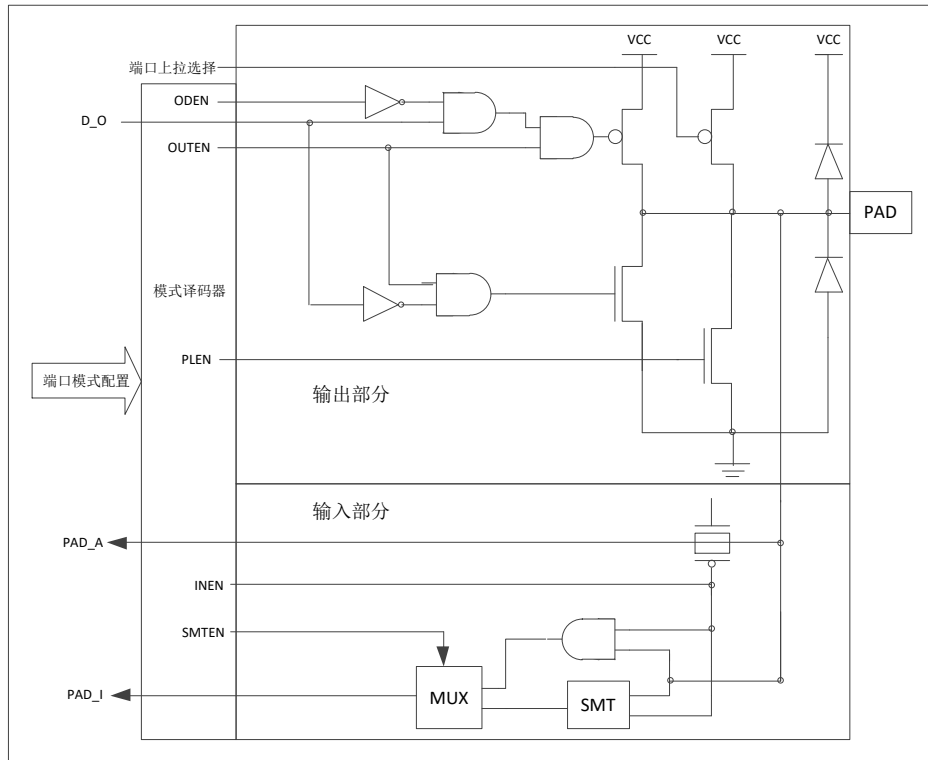 VCC
VCC
VCC
端口上拉选择
ODEN
D_O
OUTEN
PAD
模式译码器
PLEN
端口模式配置
输出部分
输入部分
PAD_A
INEN
SMTEN
PAD_I
MUX
SMT